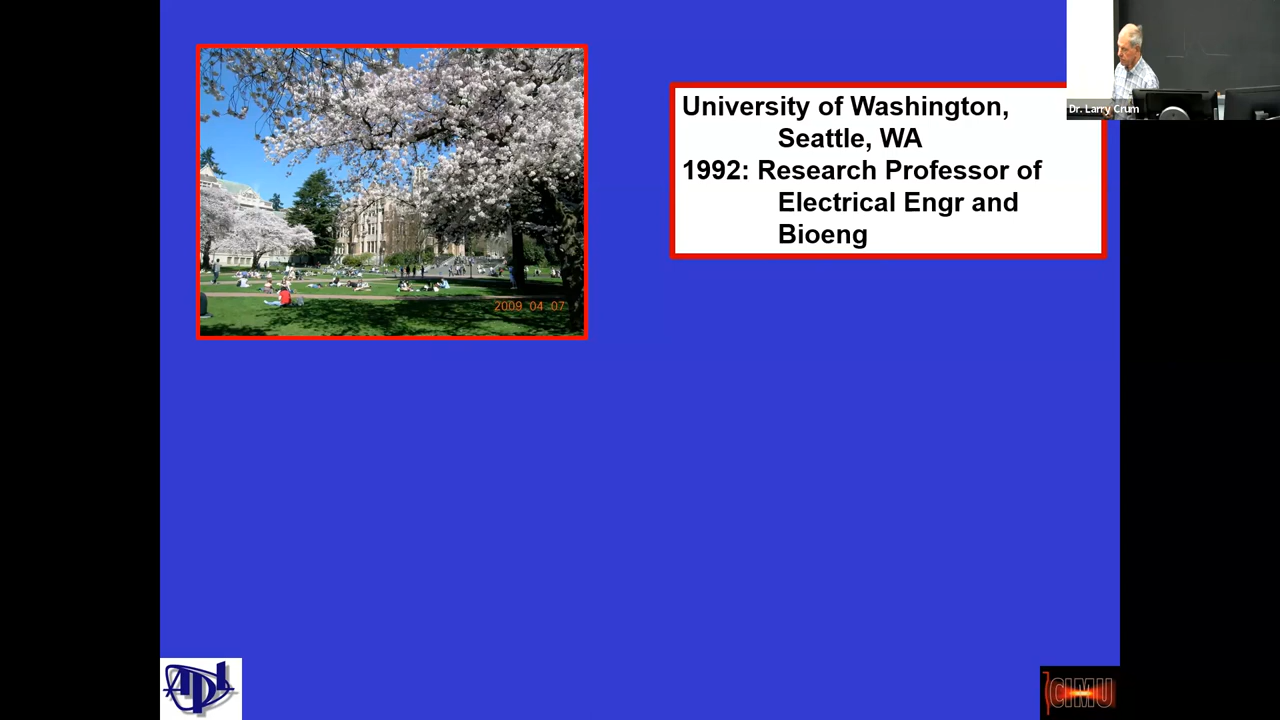 Dr. Larry Crum
University of Washington,
Seattle, WA
1992: Research Professor of
Electrical Engr and
Bioeng
2009 04 07
APL
CIMU